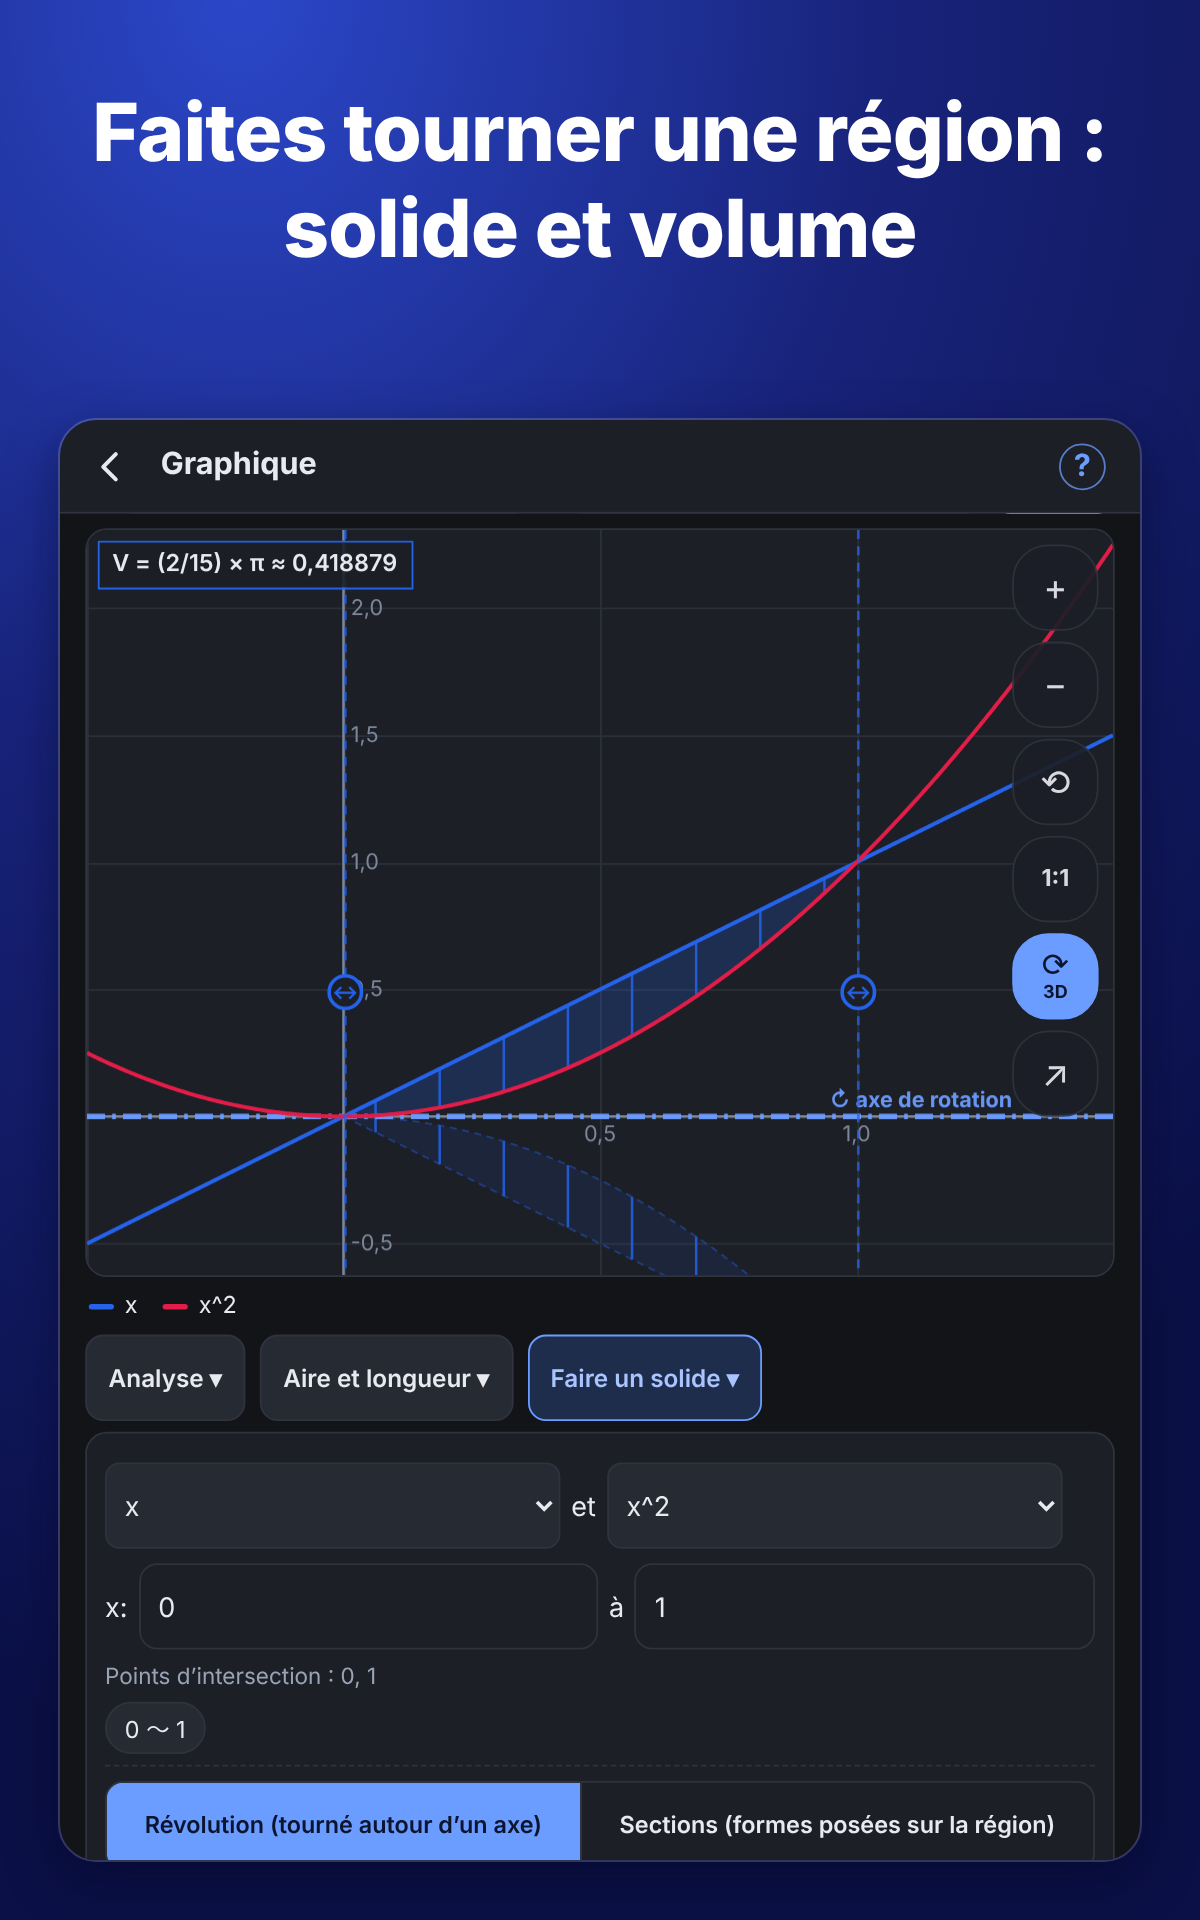 Faites tourner une région :
solide et volume
Graphique
?
V = (2/15) × π ≈ 0,418879
2,0
1,5
1,0
,5
-0,5
0,5
1,0
axe de rotation
+
−
1:1
3D
x
x^2
Analyse ▾
Aire et longueur ▾
Faire un solide ▾
x et x^2
x: 0 à 1
Points d’intersection : 0, 1
0 〜 1
Révolution (tourné autour d’un axe)
Sections (formes posées sur la région)